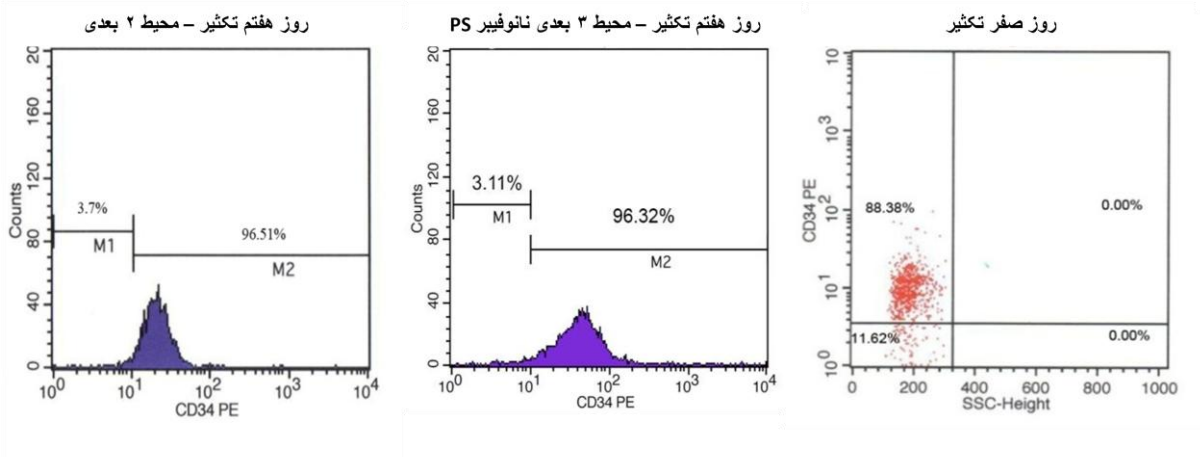 روز هفتم تکثیر – محیط ۲ بعدی
20
160
120
80
40
0
Counts
3.7%
M1
96.51%
M2
10^0 10^1 10^2 10^3 10^4
CD34 PE
روز هفتم تکثیر – محیط ۳ بعدی نانوفیبر PS
20
160
120
80
40
0
Counts
3.11%
M1
96.32%
M2
10^0 10^1 10^2 10^3 10^4
CD34 PE
روز صفر تکثیر
10
10^3
10^2
10^1
10^0
CD34 PE
88.38%
0.00%
11.62%
0.00%
0 200 400 600 800 1000
SSC-Height